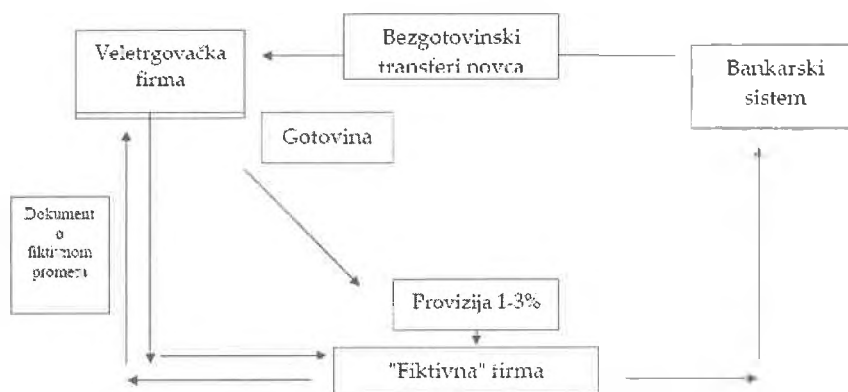 Veletrgovačka
firma
Bezgotovinski
transferi novca
Bankarski
sistem
Gotovina
Dokument
o
fiktivnom
prometu
Provizija 1-3%
"Fiktivna" firma